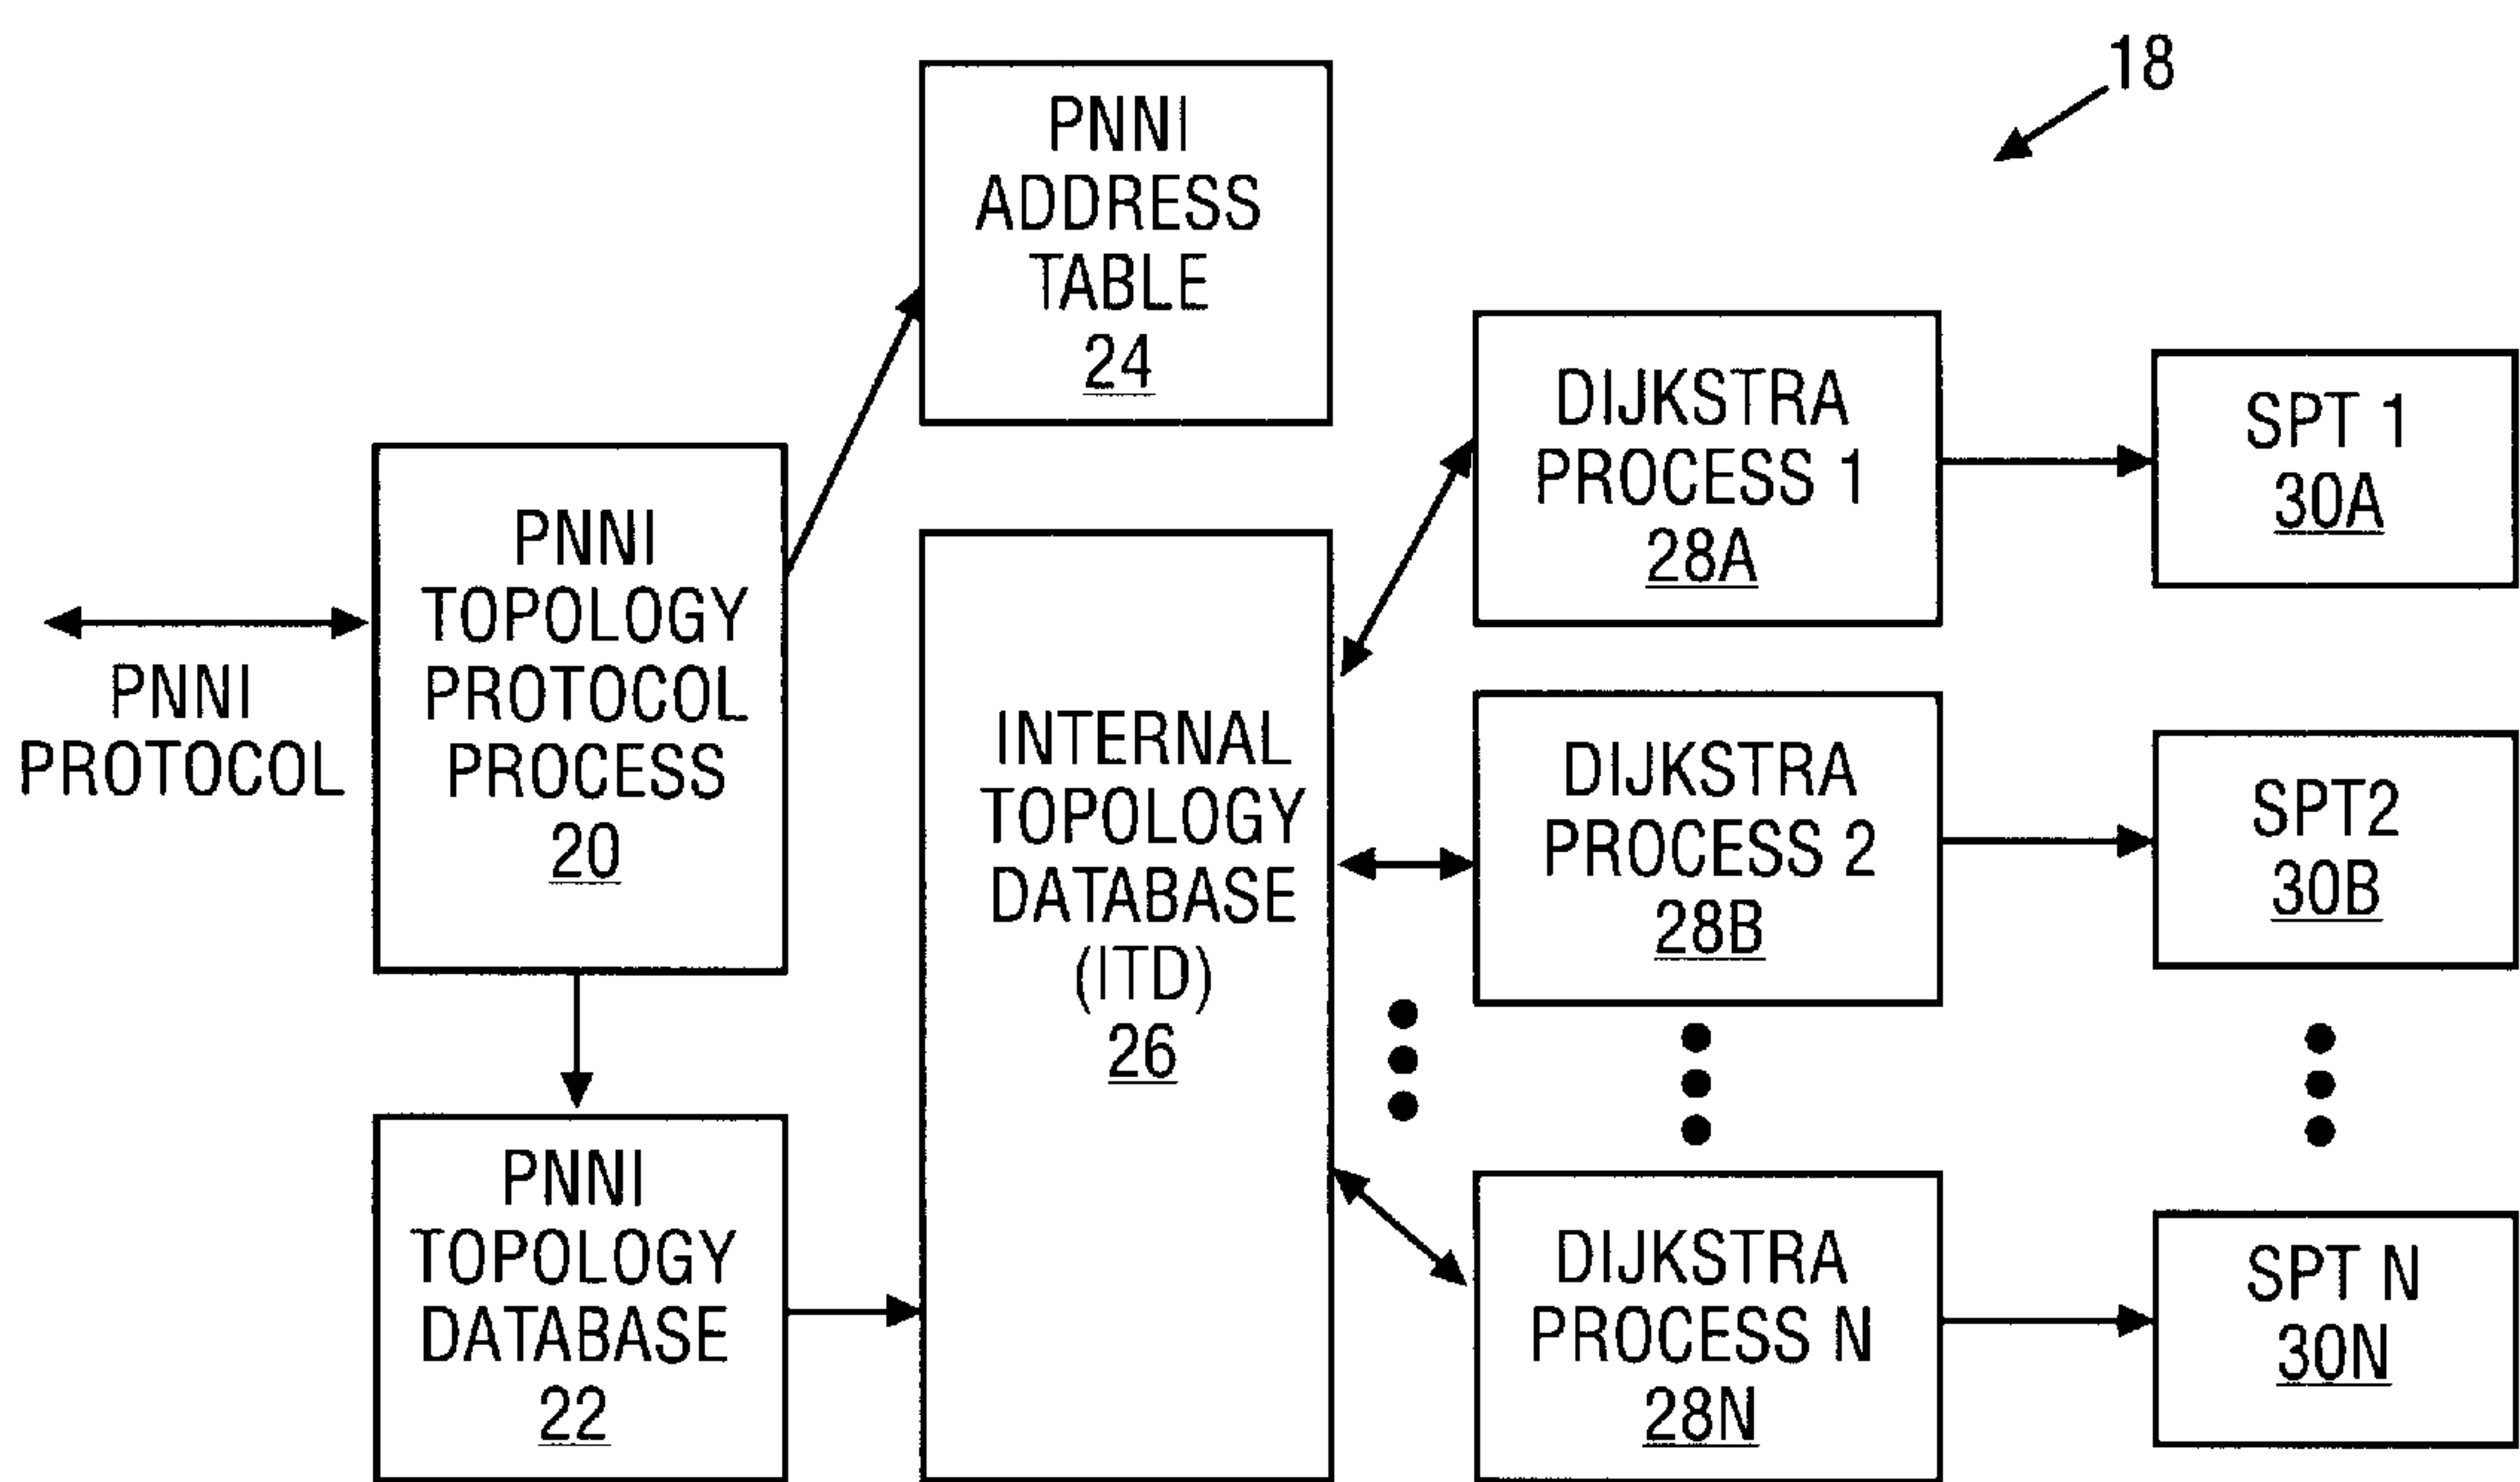 18
PNNI
ADDRESS
TABLE
24
PNNI
PROTOCOL
PNNI
TOPOLOGY
PROTOCOL
PROCESS
20
PNNI
TOPOLOGY
DATABASE
22
INTERNAL
TOPOLOGY
DATABASE
(ITD)
26
DIJKSTRA
PROCESS 1
28A
SPT 1
30A
DIJKSTRA
PROCESS 2
28B
SPT2
30B
DIJKSTRA
PROCESS N
28N
SPT N
30N